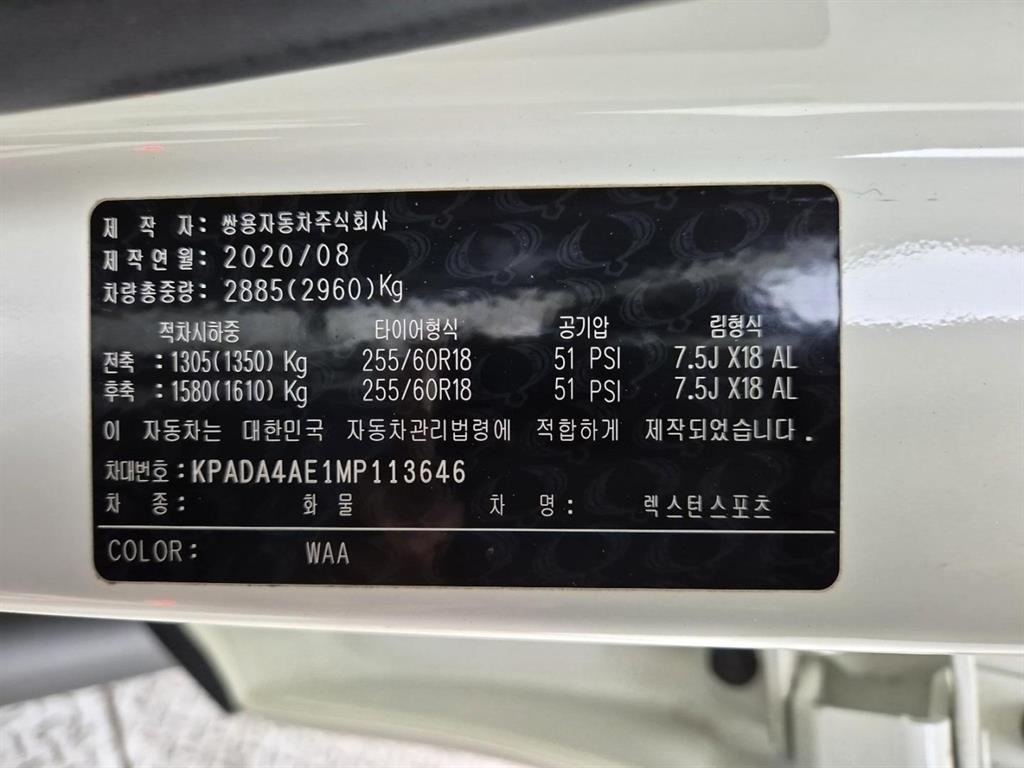 제 작 자: 쌍용자동차주식회사
제작연월: 2020/08
차량총중량: 2885(2960)Kg
적차시하중 타이어형식 공기압 림형식
전축 : 1305(1350) Kg 255/60R18 51 PSI 7.5J X18 AL
후축 : 1580(1610) Kg 255/60R18 51 PSI 7.5J X18 AL
이 자동차는 대한민국 자동차관리법령에 적합하게 제작되었습니다.
차대번호: KPADA4AE1MP113646
차 종: 화 물 차 명: 렉스턴스포츠
COLOR: WAA